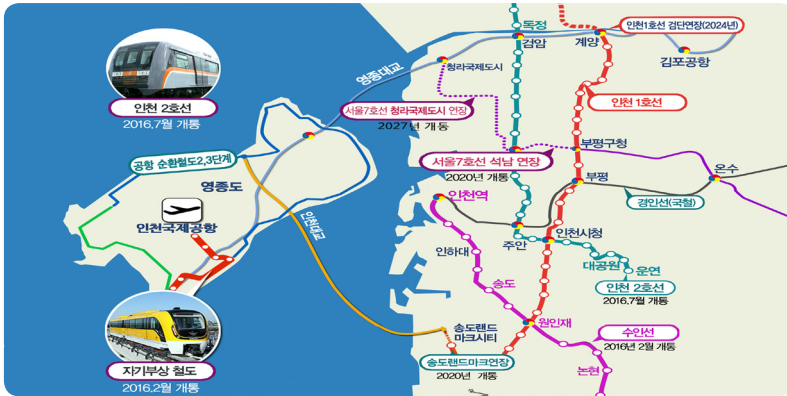 인천 2호선
2016.7월 개통
영종대교
독정
검암
계양
인천1호선 검단연장(2024년)
김포공항
청라국제도시
서울7호선 청라국제도시 연장
2027년 개통
인천 1호선
부평구청
서울7호선 석남 연장
2020년 개통
온수
부평
경인선(국철)
공항 순환철도2,3단계
영종도
인천국제공항
인천대교
인천역
주안
인천시청
인하대
대공원
운연
인천 2호선
2016.7월 개통
송도
송도랜드
마크시티
원인재
수인선
2016년 2월 개통
송도랜드마크연장
2020년 개통
논현
자기부상 철도
2016.2월 개통